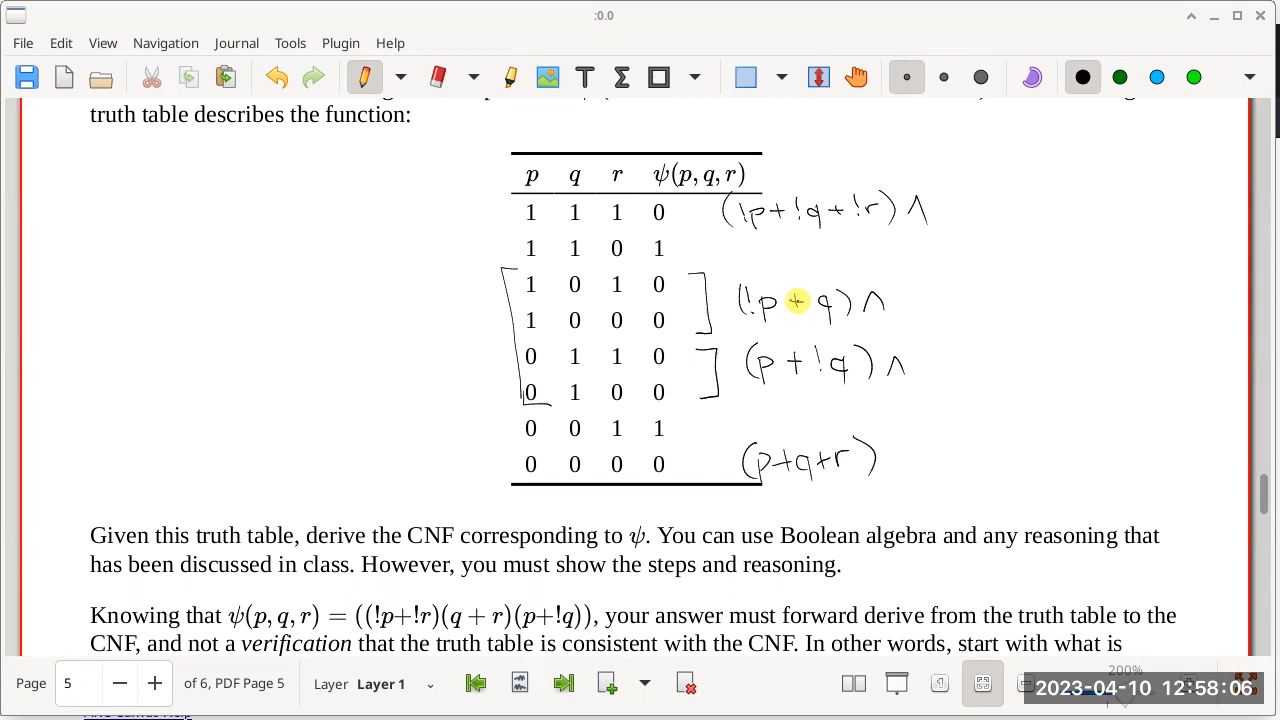 :0.0
File Edit View Navigation Journal Tools Plugin Help
truth table describes the function:
p q r ψ(p, q, r)
1 1 1 0 (!p+!q+!r) ∧
1 1 0 1
1 0 1 0
(!p + q) ∧
1 0 0 0
0 1 1 0 (p + !q) ∧
0 1 0 0
0 0 1 1
0 0 0 0 (p+q+r)
Given this truth table, derive the CNF corresponding to ψ. You can use Boolean algebra and any reasoning that
has been discussed in class. However, you must show the steps and reasoning.
Knowing that ψ(p, q, r) = ((!p+!r)(q + r)(p+!q)), your answer must forward derive from the truth table to the
CNF, and not a verification that the truth table is consistent with the CNF. In other words, start with what is
Page 5 of 6, PDF Page 5 Layer Layer 1 200%
2023-04-10 12:58:06